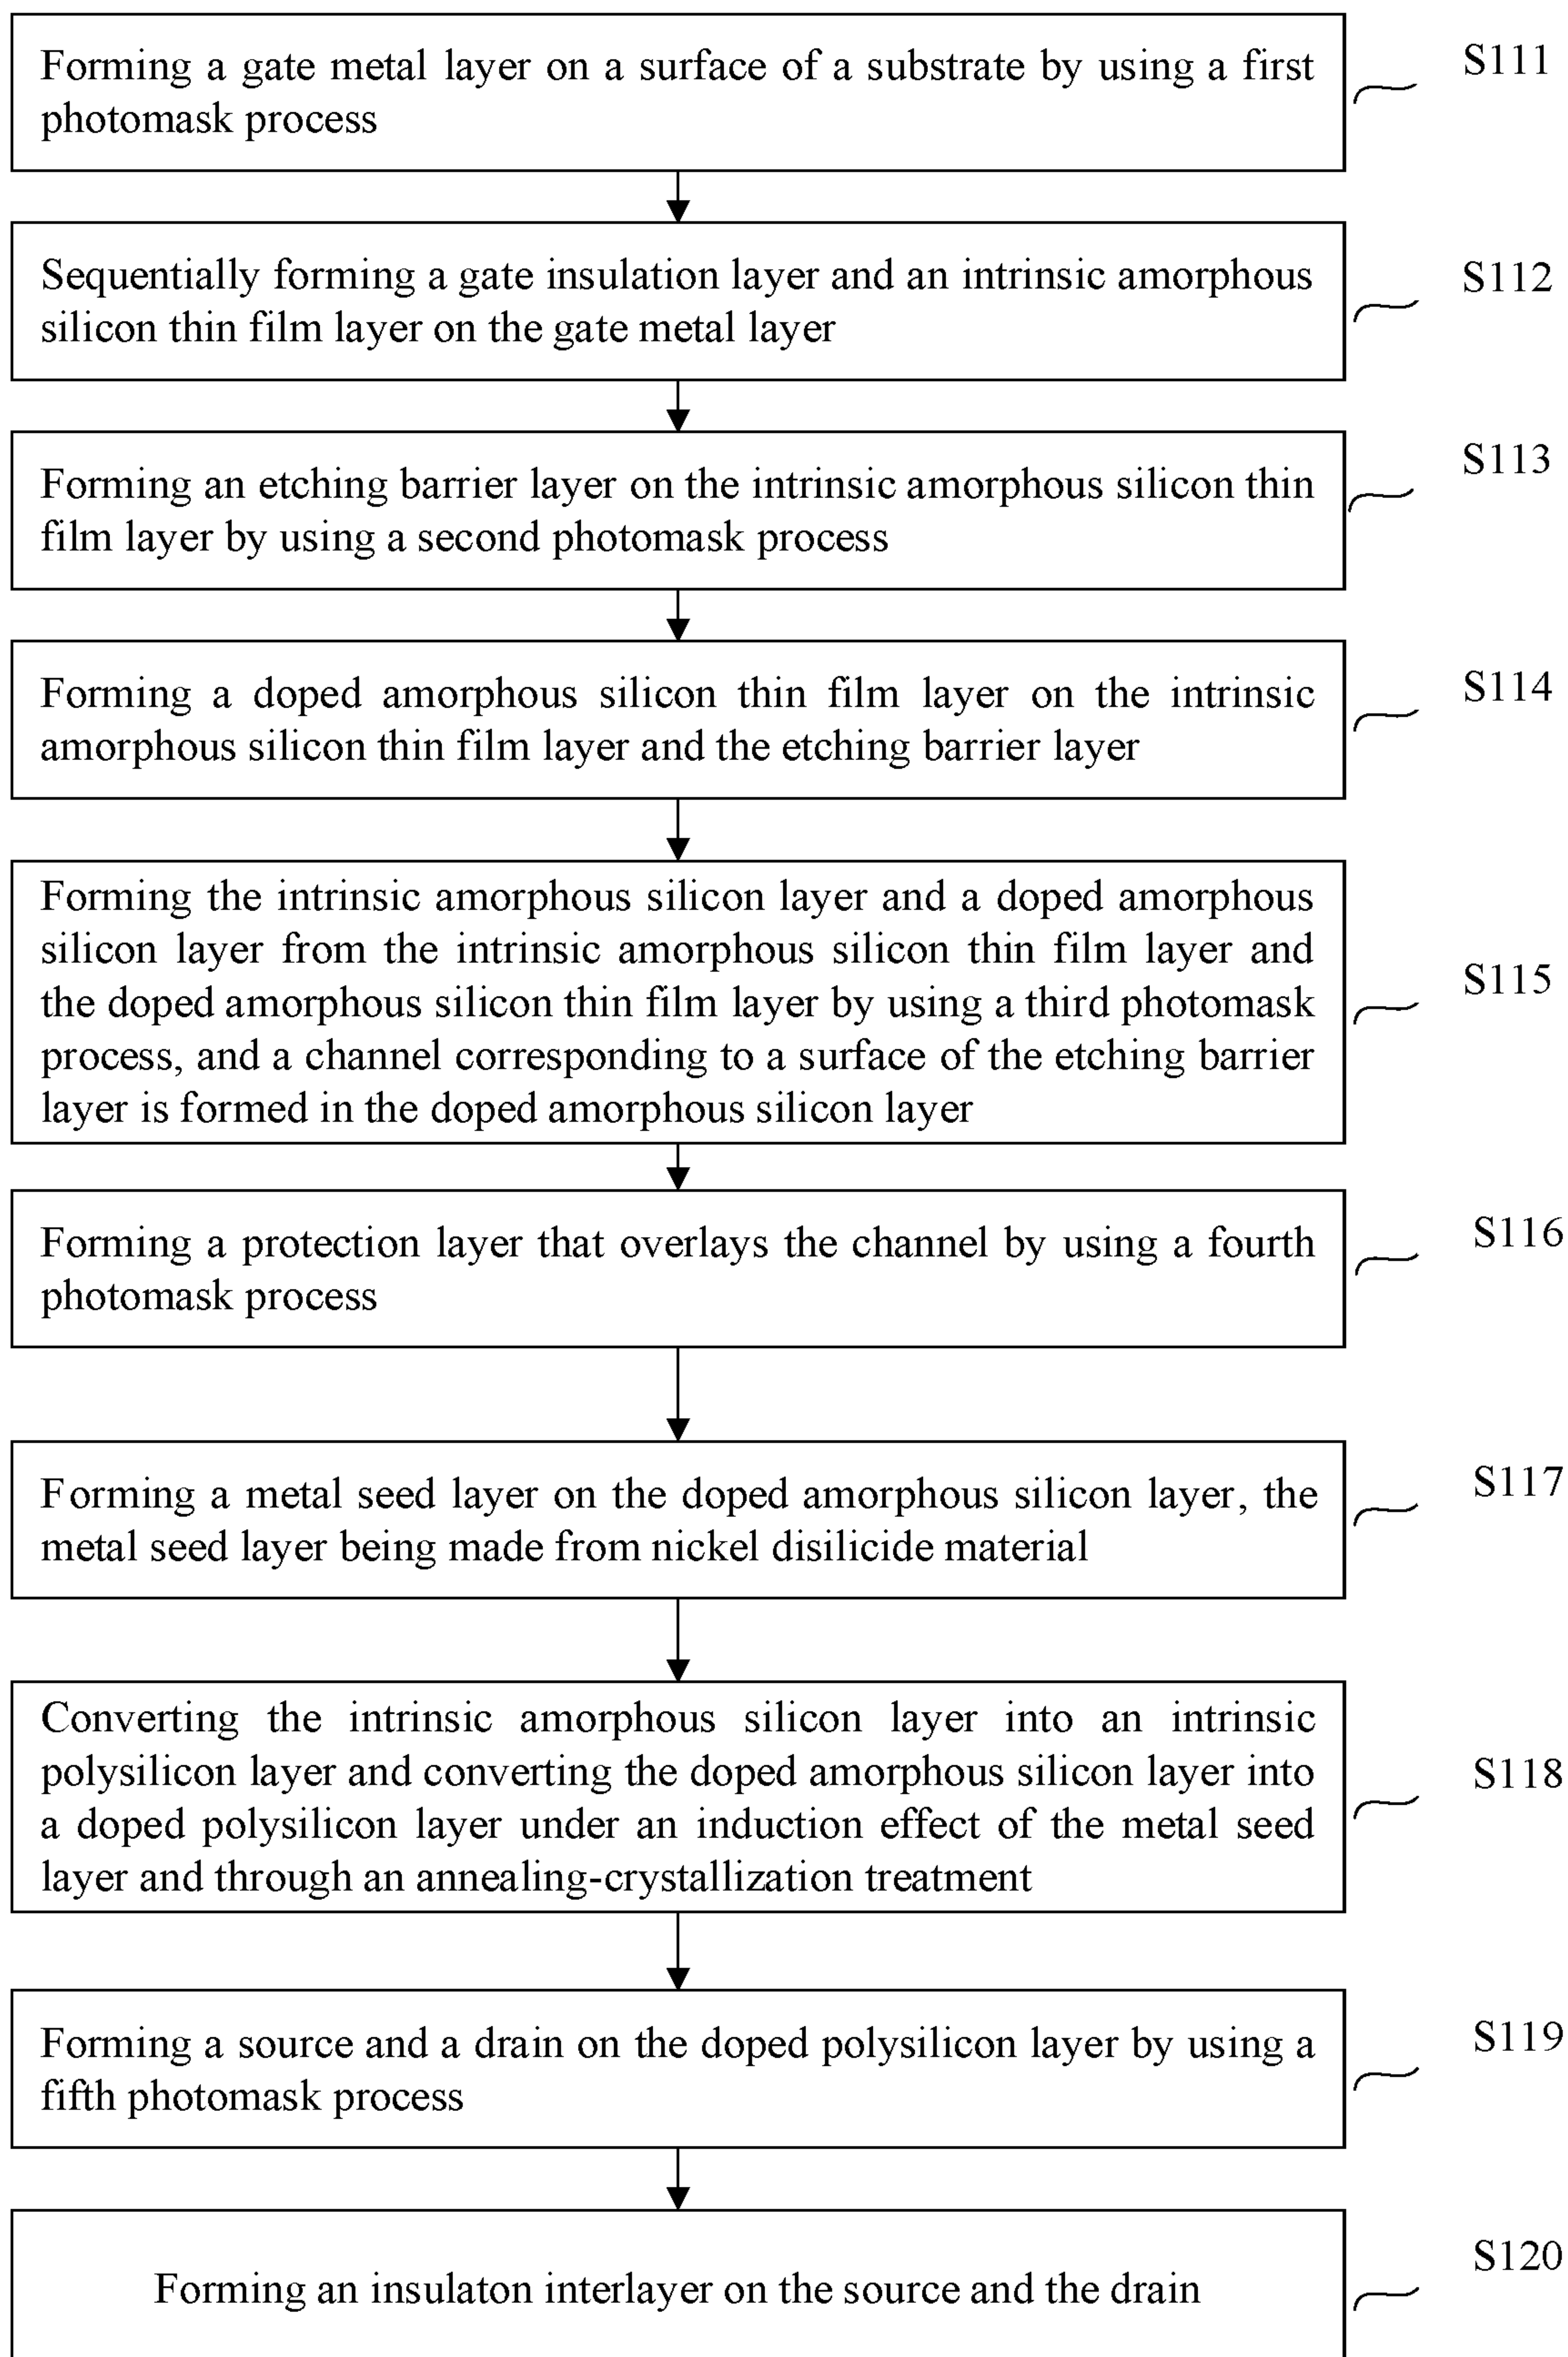 Forming a gate metal layer on a surface of a substrate by using a first
photomask process
S111
Sequentially forming a gate insulation layer and an intrinsic amorphous
silicon thin film layer on the gate metal layer
S112
Forming an etching barrier layer on the intrinsic amorphous silicon thin
film layer by using a second photomask process
S113
Forming a doped amorphous silicon thin film layer on the intrinsic
amorphous silicon thin film layer and the etching barrier layer
S114
Forming the intrinsic amorphous silicon layer and a doped amorphous
silicon layer from the intrinsic amorphous silicon thin film layer and
the doped amorphous silicon thin film layer by using a third photomask
process, and a channel corresponding to a surface of the etching barrier
layer is formed in the doped amorphous silicon layer
S115
Forming a protection layer that overlays the channel by using a fourth
photomask process
S116
Forming a metal seed layer on the doped amorphous silicon layer, the
metal seed layer being made from nickel disilicide material
S117
Converting the intrinsic amorphous silicon layer into an intrinsic
polysilicon layer and converting the doped amorphous silicon layer into
a doped polysilicon layer under an induction effect of the metal seed
layer and through an annealing-crystallization treatment
S118
Forming a source and a drain on the doped polysilicon layer by using a
fifth photomask process
S119
Forming an insulaton interlayer on the source and the drain
S120